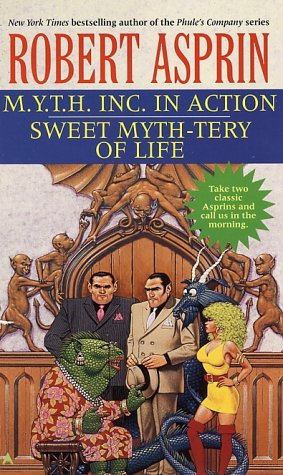 New York Times bestselling author of the Phule's Company series
ROBERT ASPRIN
M.Y.T.H. INC. IN ACTION
SWEET MYTH-TERY
OF LIFE
Take two
classic
Asprins and
call us in the
morning.